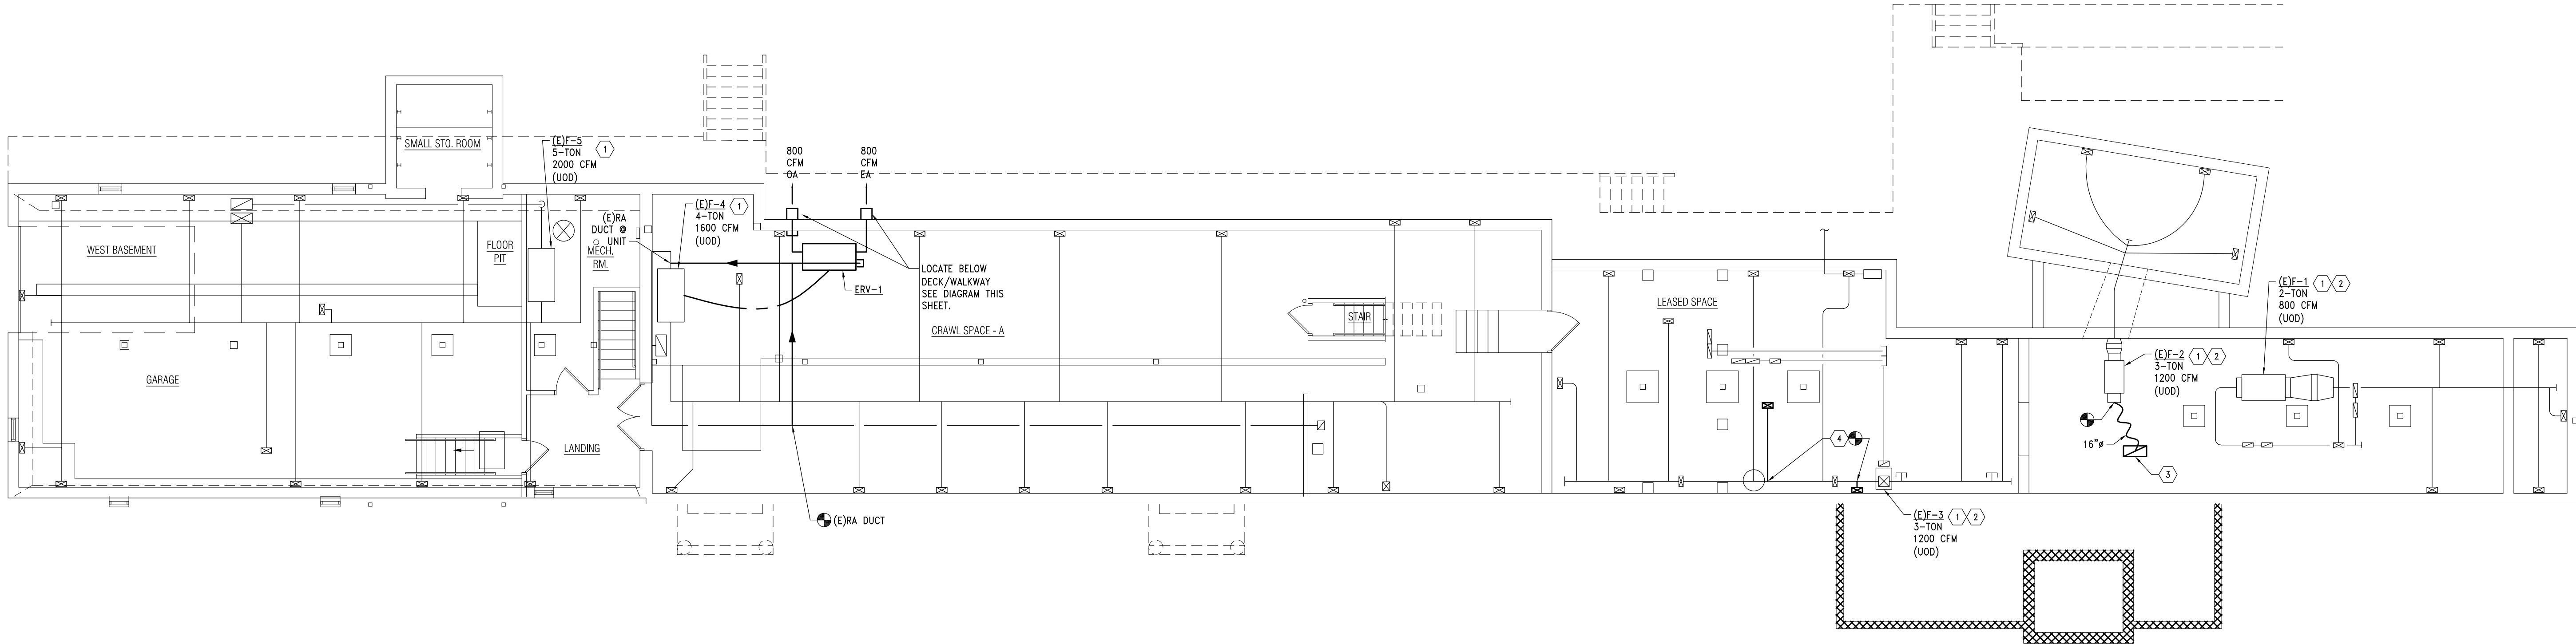 SMALL STO. ROOM
(E)F-5
5-TON
2000 CFM
(UOD)
1
WEST BASEMENT
FLOOR
PIT
(E)RA
DUCT @
UNIT
MECH.
RM.
(E)F-4
4-TON
1600 CFM
(UOD)
1
800
CFM
OA
800
CFM
EA
LOCATE BELOW
DECK/WALKWAY
SEE DIAGRAM THIS
SHEET.
ERV-1
CRAWL SPACE - A
STAIR
GARAGE
LANDING
(E)RA DUCT
LEASED SPACE
4
(E)F-3
3-TON
1200 CFM
(UOD)
1
2
(E)F-2
3-TON
1200 CFM
(UOD)
1
2
16"ø
3
(E)F-1
2-TON
800 CFM
(UOD)
1
2